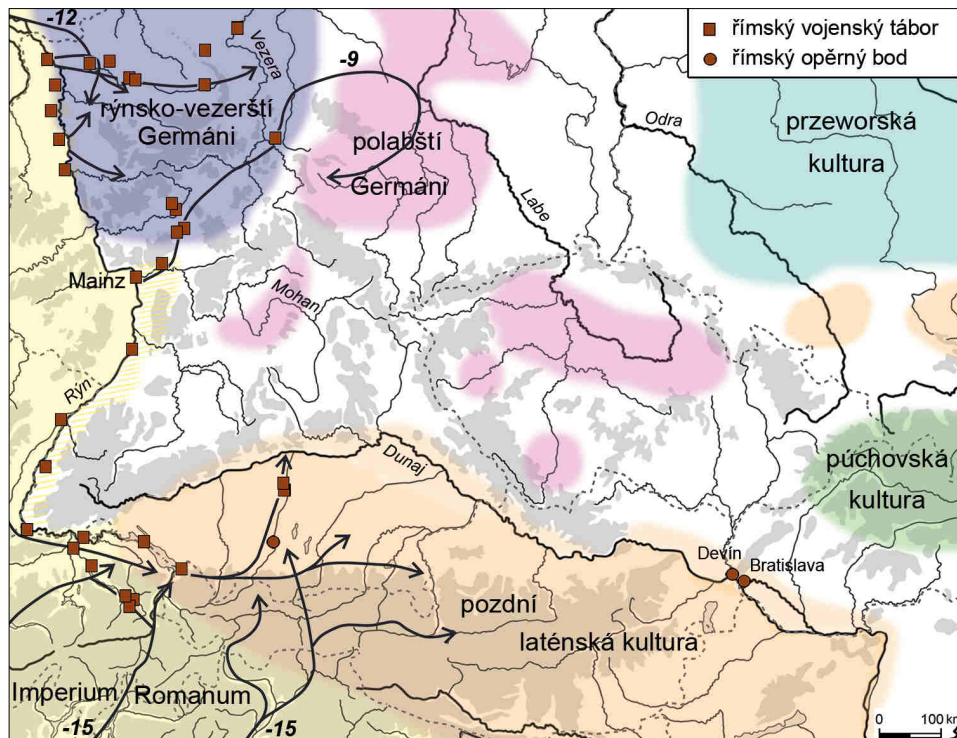 -12
římský vojenský tábor
římský opěrný bod
Vezera
-9
rýnsko-vezerští
Germáni
polabští
Germáni
Odra
przeworská
kultura
Labe
Mainz
Mohan
Rýn
Dunaj
púchovská
kultura
Devín
Bratislava
pozdní
laténská kultura
Imperium
Romanum
-15
-15
0 100 km